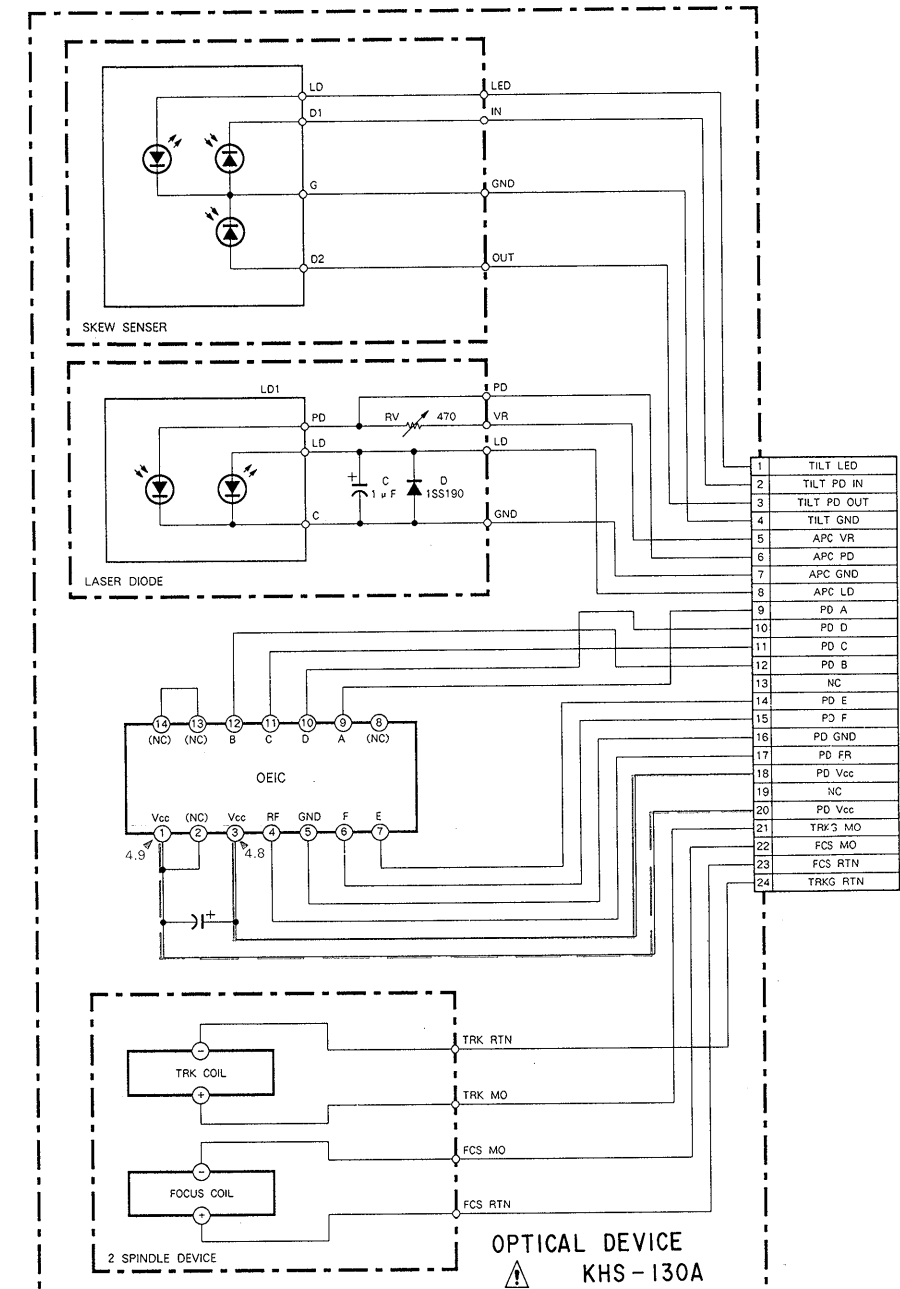 LD
LED
D1
IN
G
GND
D2
OUT
SKEW SENSER
LD1
PD
PD
RV 470
VR
LD
LD
+
C
1 μF
D
1SS190
C
GND
LASER DIODE
1 TILT LED
2 TILT PD IN
3 TILT PD OUT
4 TILT GND
5 APC VR
6 APC PD
7 APC GND
8 APC LD
9 PD A
10 PD D
11 PD C
12 PD B
13 NC
14 PD E
15 PD F
16 PD GND
17 PD FR
18 PD Vcc
19 NC
20 PD Vcc
21 TRKG MO
22 FCS MO
23 FCS RTN
24 TRKG RTN
14 13 12 11 10 9 8
(NC) (NC) B C D A (NC)
OEIC
Vcc (NC) Vcc RF GND F E
1 2 3 4 5 6 7
4.9 4.8
+
−
TRK COIL
+
TRK RTN
TRK MO
−
FOCUS COIL
+
FCS MO
FCS RTN
2 SPINDLE DEVICE
OPTICAL DEVICE
! KHS-130A